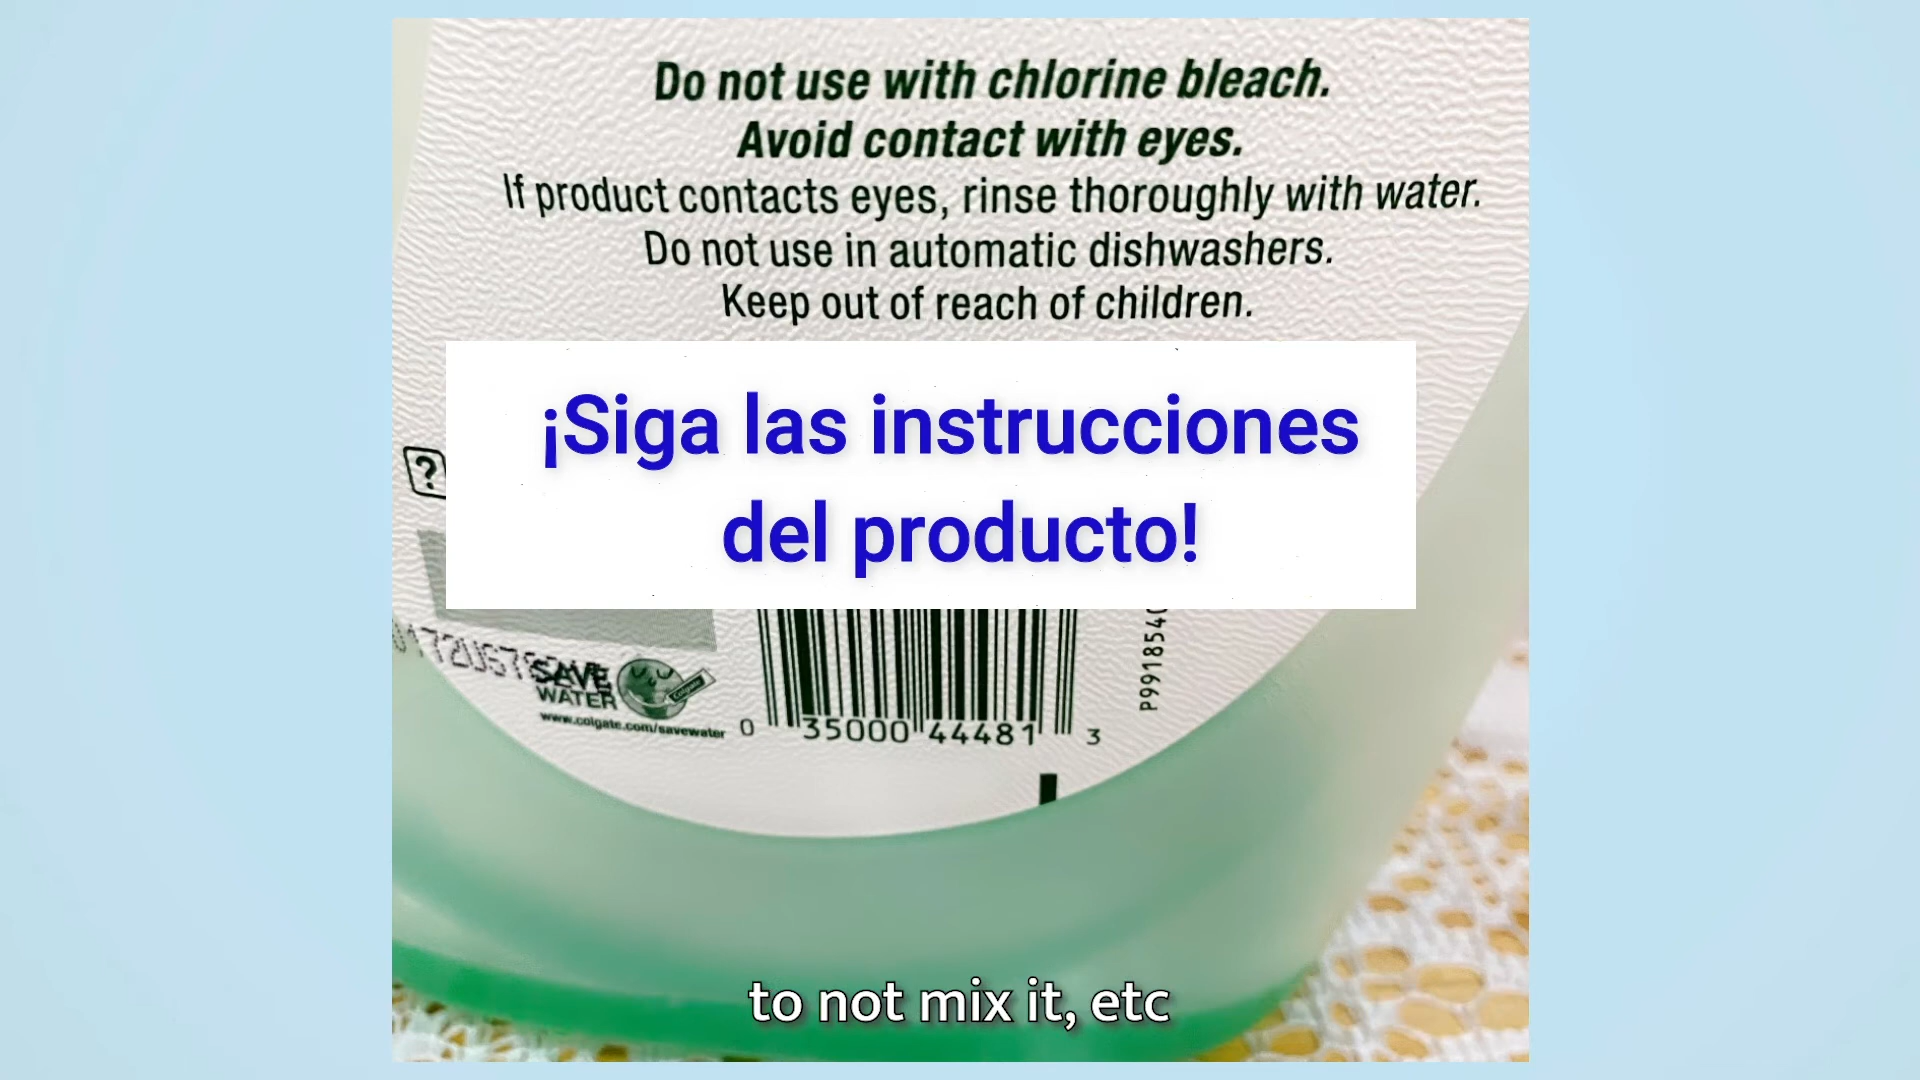 Do not use with chlorine bleach.
Avoid contact with eyes.
If product contacts eyes, rinse thoroughly with water.
Do not use in automatic dishwashers.
Keep out of reach of children.
¡Siga las instrucciones
del producto!
?
SAVE
WATER
Colgate
www.colgate.com/savewater
0 35000 44481 3
to not mix it, etc